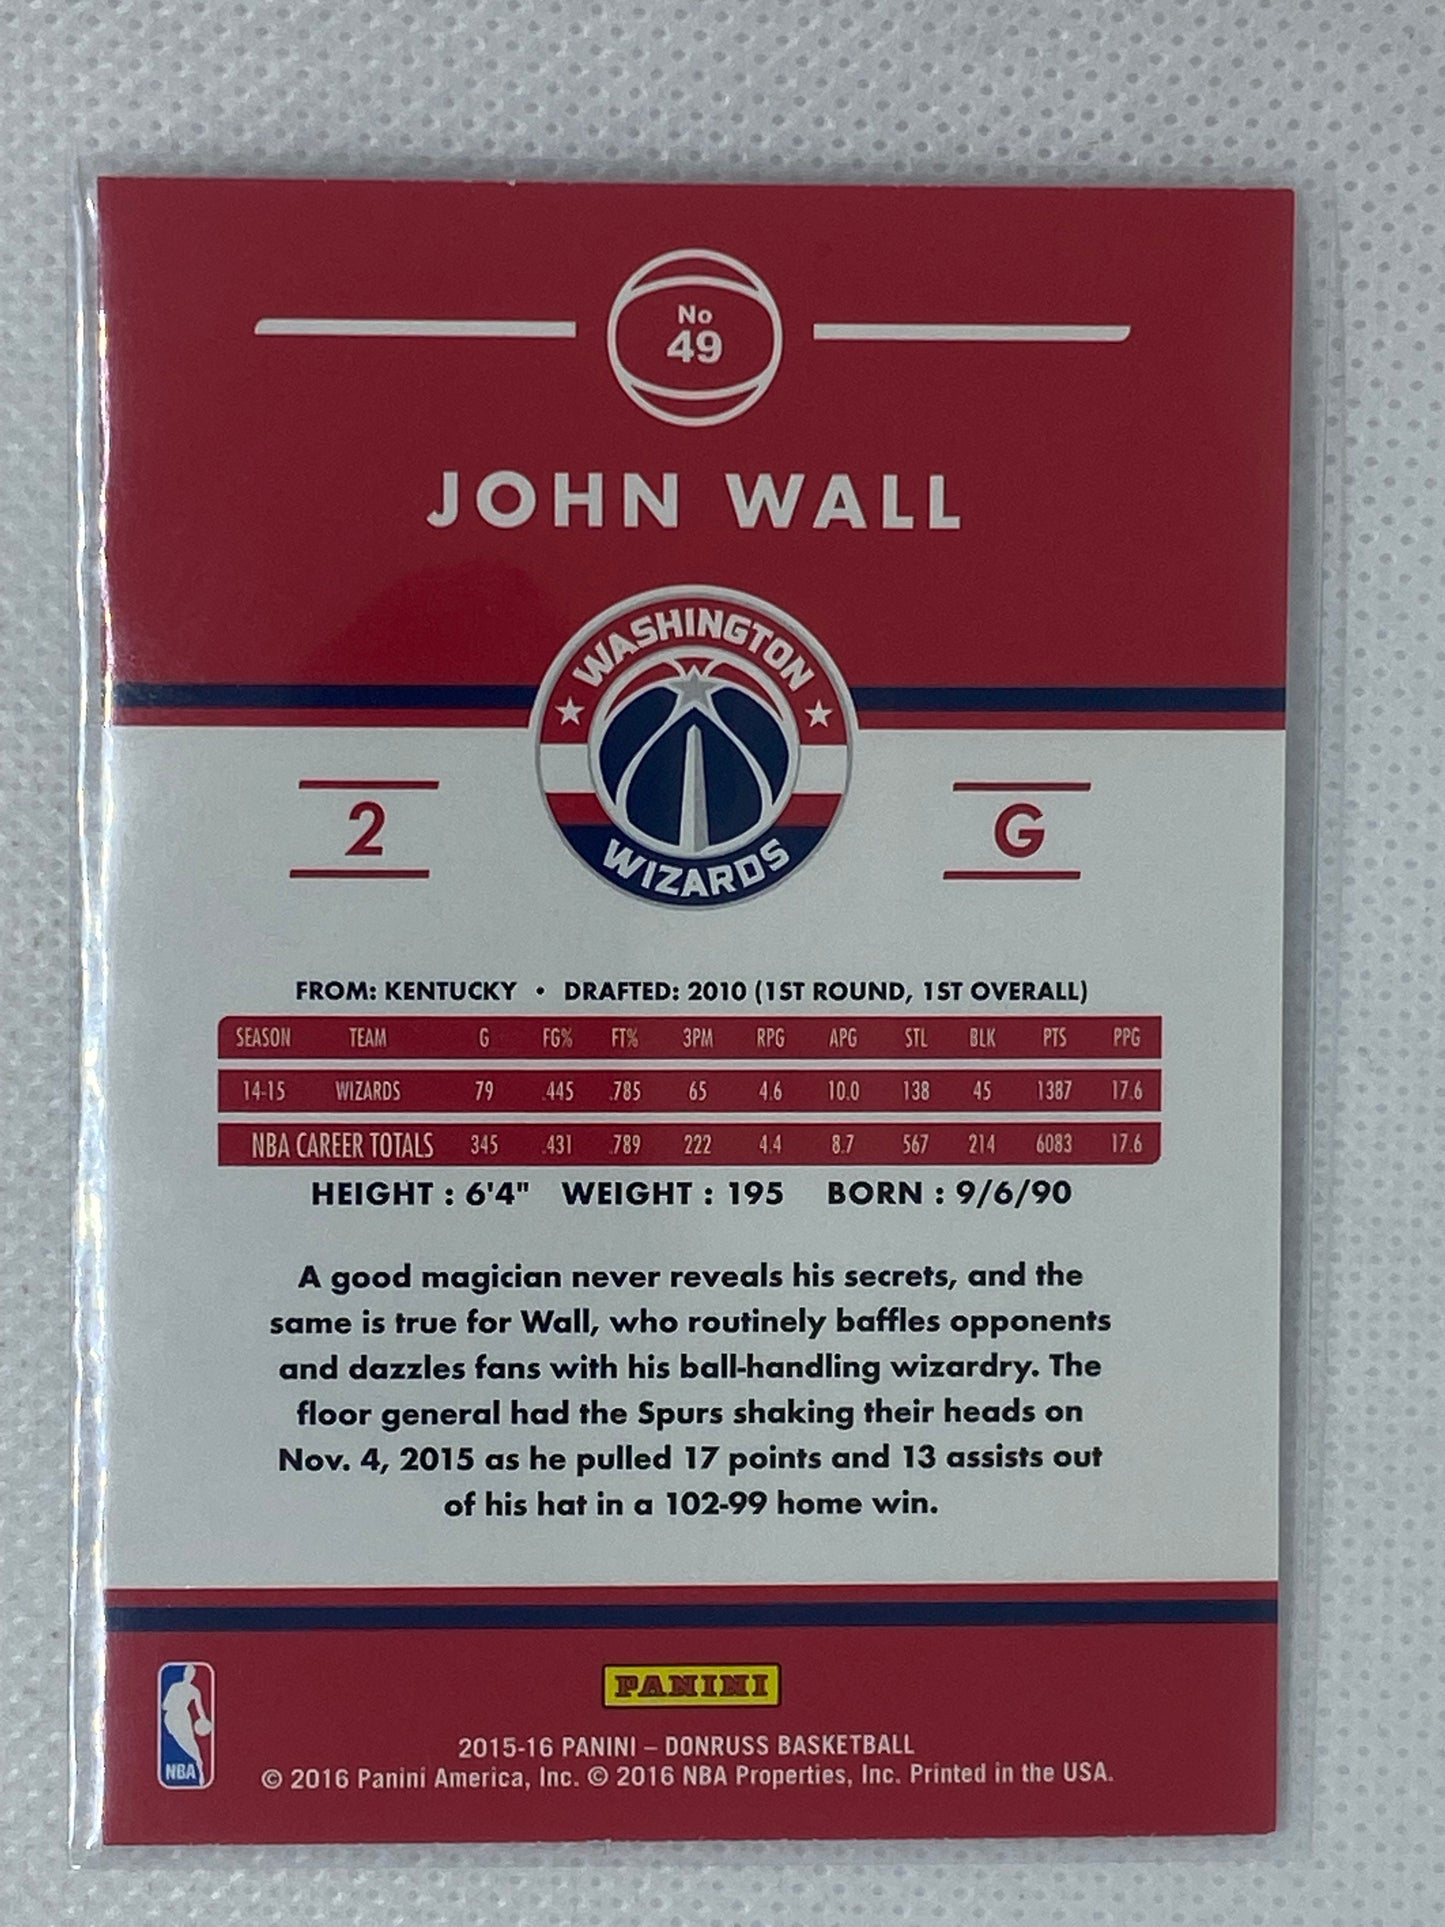 No
49
JOHN WALL
WASHINGTON
WIZARDS
2
G
FROM: KENTUCKY • DRAFTED: 2010 (1ST ROUND, 1ST OVERALL)
SEASON TEAM G FG% FT% 3PM RPG APG STL BLK PTS PPG
14-15 WIZARDS 79 .445 .785 65 4.6 10.0 138 45 1387 17.6
NBA CAREER TOTALS 345 .431 .789 222 4.4 8.7 567 214 6083 17.6
HEIGHT : 6'4" WEIGHT : 195 BORN : 9/6/90
A good magician never reveals his secrets, and the
same is true for Wall, who routinely baffles opponents
and dazzles fans with his ball-handling wizardry. The
floor general had the Spurs shaking their heads on
Nov. 4, 2015 as he pulled 17 points and 13 assists out
of his hat in a 102-99 home win.
PANINI
NBA
2015-16 PANINI – DONRUSS BASKETBALL
© 2016 Panini America, Inc. © 2016 NBA Properties, Inc. Printed in the USA.